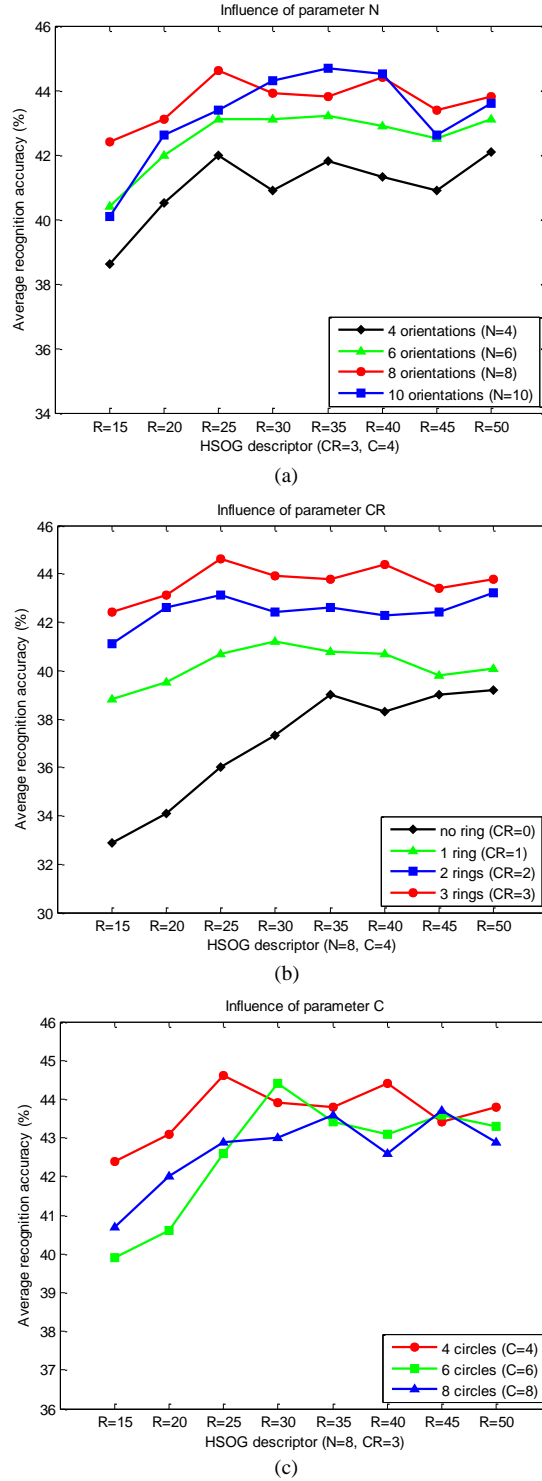 Influence of parameter N
46
44
42
40
38
36
34
Average recognition accuracy (%)
4 orientations (N=4)
6 orientations (N=6)
8 orientations (N=8)
10 orientations (N=10)
R=15 R=20 R=25 R=30 R=35 R=40 R=45 R=50
HSOG descriptor (CR=3, C=4)
(a)
Influence of parameter CR
46
44
42
40
38
36
34
32
30
Average recognition accuracy (%)
no ring (CR=0)
1 ring (CR=1)
2 rings (CR=2)
3 rings (CR=3)
R=15 R=20 R=25 R=30 R=35 R=40 R=45 R=50
HSOG descriptor (N=8, C=4)
(b)
Influence of parameter C
46
45
44
43
42
41
40
39
38
37
36
Average recognition accuracy (%)
4 circles (C=4)
6 circles (C=6)
8 circles (C=8)
R=15 R=20 R=25 R=30 R=35 R=40 R=45 R=50
HSOG descriptor (N=8, CR=3)
(c)